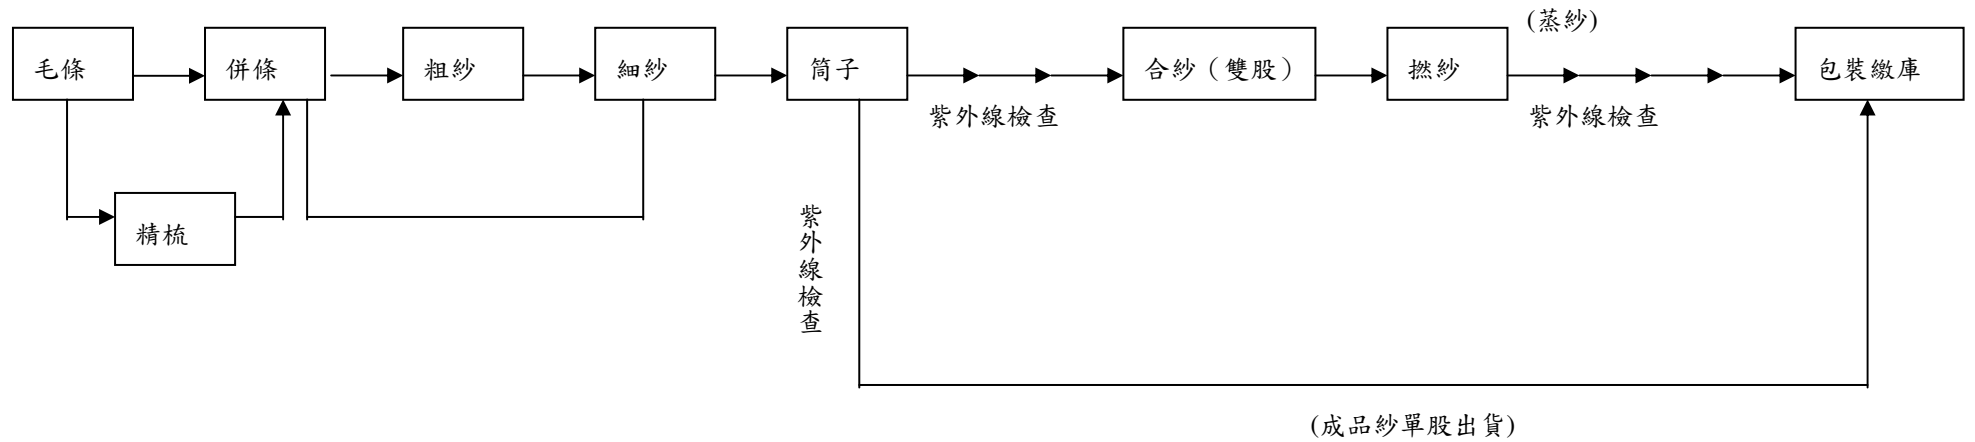 (蒸紗)
毛條
併條
粗紗
細紗
筒子
合紗（雙股）
撚紗
包裝繳庫
紫外線檢查
紫外線檢查
精梳
紫外線檢查
(成品紗單股出貨)